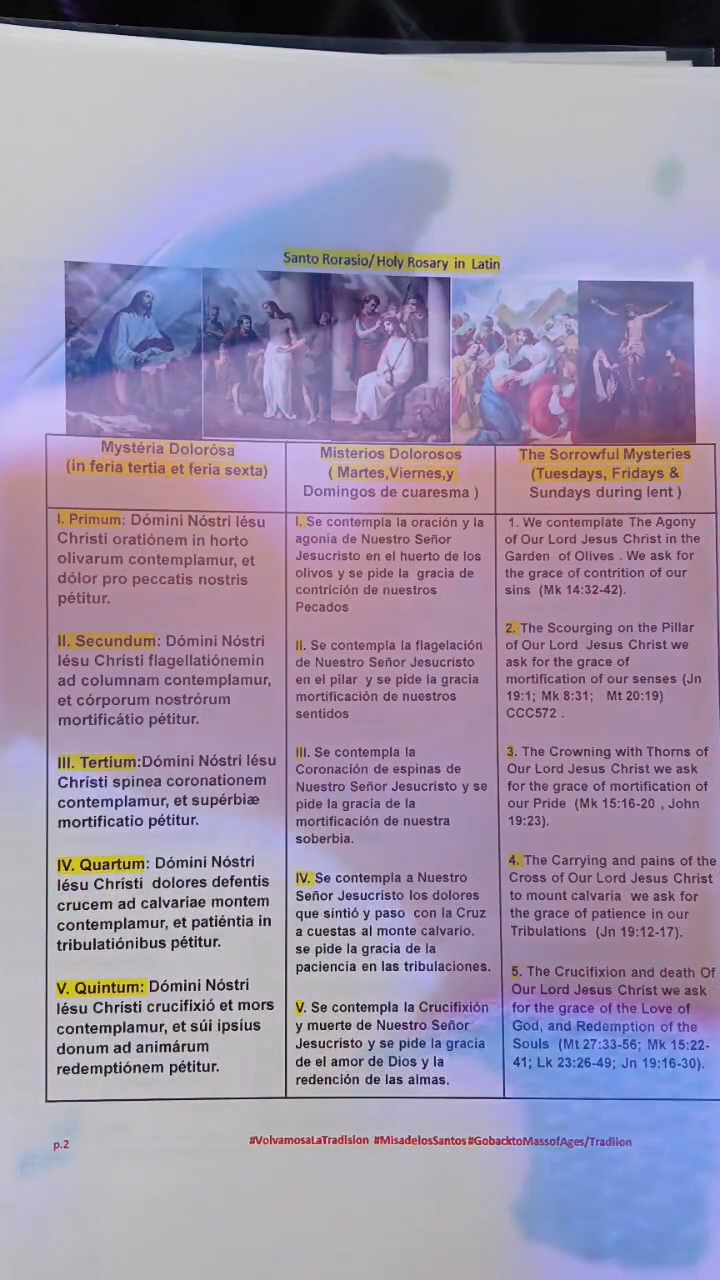 Santo Rorasio/Holy Rosary in Latin
Mystéria Dolorósa
(in feria tertia et feria sexta)
I. Primum: Dómini Nóstri Iésu
Christi oratiónem in horto
olivarum contemplamur, et
dólor pro peccatis nostris
pétitur.
II. Secundum: Dómini Nóstri
Iésu Christi flagellatiónemin
ad columnam contemplamur,
et córporum nostrórum
mortificátio pétitur.
III. Tertium:Dómini Nóstri Iésu
Christi spinea coronationem
contemplamur, et supérbiæ
mortificatio pétitur.
IV. Quartum: Dómini Nóstri
Iésu Christi dolores defentis
crucem ad calvariae montem
contemplamur, et patiéntia in
tribulatiónibus pétitur.
V. Quintum: Dómini Nóstri
Iésu Christi crucifixió et mors
contemplamur, et súi ipsíus
donum ad animárum
redemptiónem pétitur.
Misterios Dolorosos
( Martes,Viernes,y
Domingos de cuaresma )
I. Se contempla la oración y la
agonía de Nuestro Señor
Jesucristo en el huerto de los
olivos y se pide la gracia de
contrición de nuestros
Pecados
II. Se contempla la flagelación
de Nuestro Señor Jesucristo
en el pilar y se pide la gracia
mortificación de nuestros
sentidos
III. Se contempla la
Coronación de espinas de
Nuestro Señor Jesucristo y se
pide la gracia de la
mortificación de nuestra
soberbia.
IV. Se contempla a Nuestro
Señor Jesucristo los dolores
que sintió y paso con la Cruz
a cuestas al monte calvario.
se pide la gracia de la
paciencia en las tribulaciones.
V. Se contempla la Crucifixión
y muerte de Nuestro Señor
Jesucristo y se pide la gracia
de el amor de Dios y la
redención de las almas.
The Sorrowful Mysteries
(Tuesdays, Fridays &
Sundays during lent )
1. We contemplate The Agony
of Our Lord Jesus Christ in the
Garden of Olives . We ask for
the grace of contrition of our
sins (Mk 14:32-42).
2. The Scourging on the Pillar
of Our Lord Jesus Christ we
ask for the grace of
mortification of our senses (Jn
19:1; Mk 8:31; Mt 20:19)
CCC572 .
3. The Crowning with Thorns of
Our Lord Jesus Christ we ask
for the grace of mortification of
our Pride (Mk 15:16-20 , John
19:23).
4. The Carrying and pains of the
Cross of Our Lord Jesus Christ
to mount calvaria we ask for
the grace of patience in our
Tribulations (Jn 19:12-17).
5. The Crucifixion and death Of
Our Lord Jesus Christ we ask
for the grace of the Love of
God, and Redemption of the
Souls (Mt 27:33-56; Mk 15:22-
41; Lk 23:26-49; Jn 19:16-30).
p.2
#VolvamosaLaTradision #MisadelosSantos#GobacktoMassofAges/Tradiion